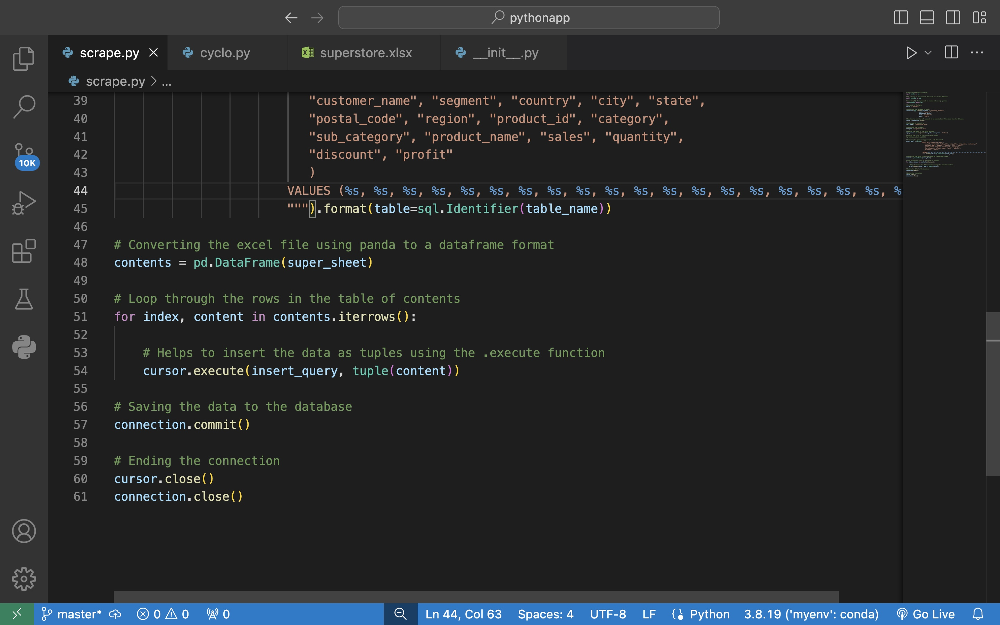 pythonapp
scrape.py
cyclo.py
superstore.xlsx
__init__.py
scrape.py > ...
10K
39 "customer_name", "segment", "country", "city", "state",
40 "postal_code", "region", "product_id", "category",
41 "sub_category", "product_name", "sales", "quantity",
42 "discount", "profit"
43 )
44 VALUES (%s, %s, %s, %s, %s, %s, %s, %s, %s, %s, %s, %s, %s, %s, %s, %s, %s, %s, %s, %
45 """).format(table=sql.Identifier(table_name))
46
47 # Converting the excel file using panda to a dataframe format
48 contents = pd.DataFrame(super_sheet)
49
50 # Loop through the rows in the table of contents
51 for index, content in contents.iterrows():
52
53 # Helps to insert the data as tuples using the .execute function
54 cursor.execute(insert_query, tuple(content))
55
56 # Saving the data to the database
57 connection.commit()
58
59 # Ending the connection
60 cursor.close()
61 connection.close()
master* 0 0 0 Ln 44, Col 63 Spaces: 4 UTF-8 LF Python 3.8.19 ('myenv': conda) Go Live